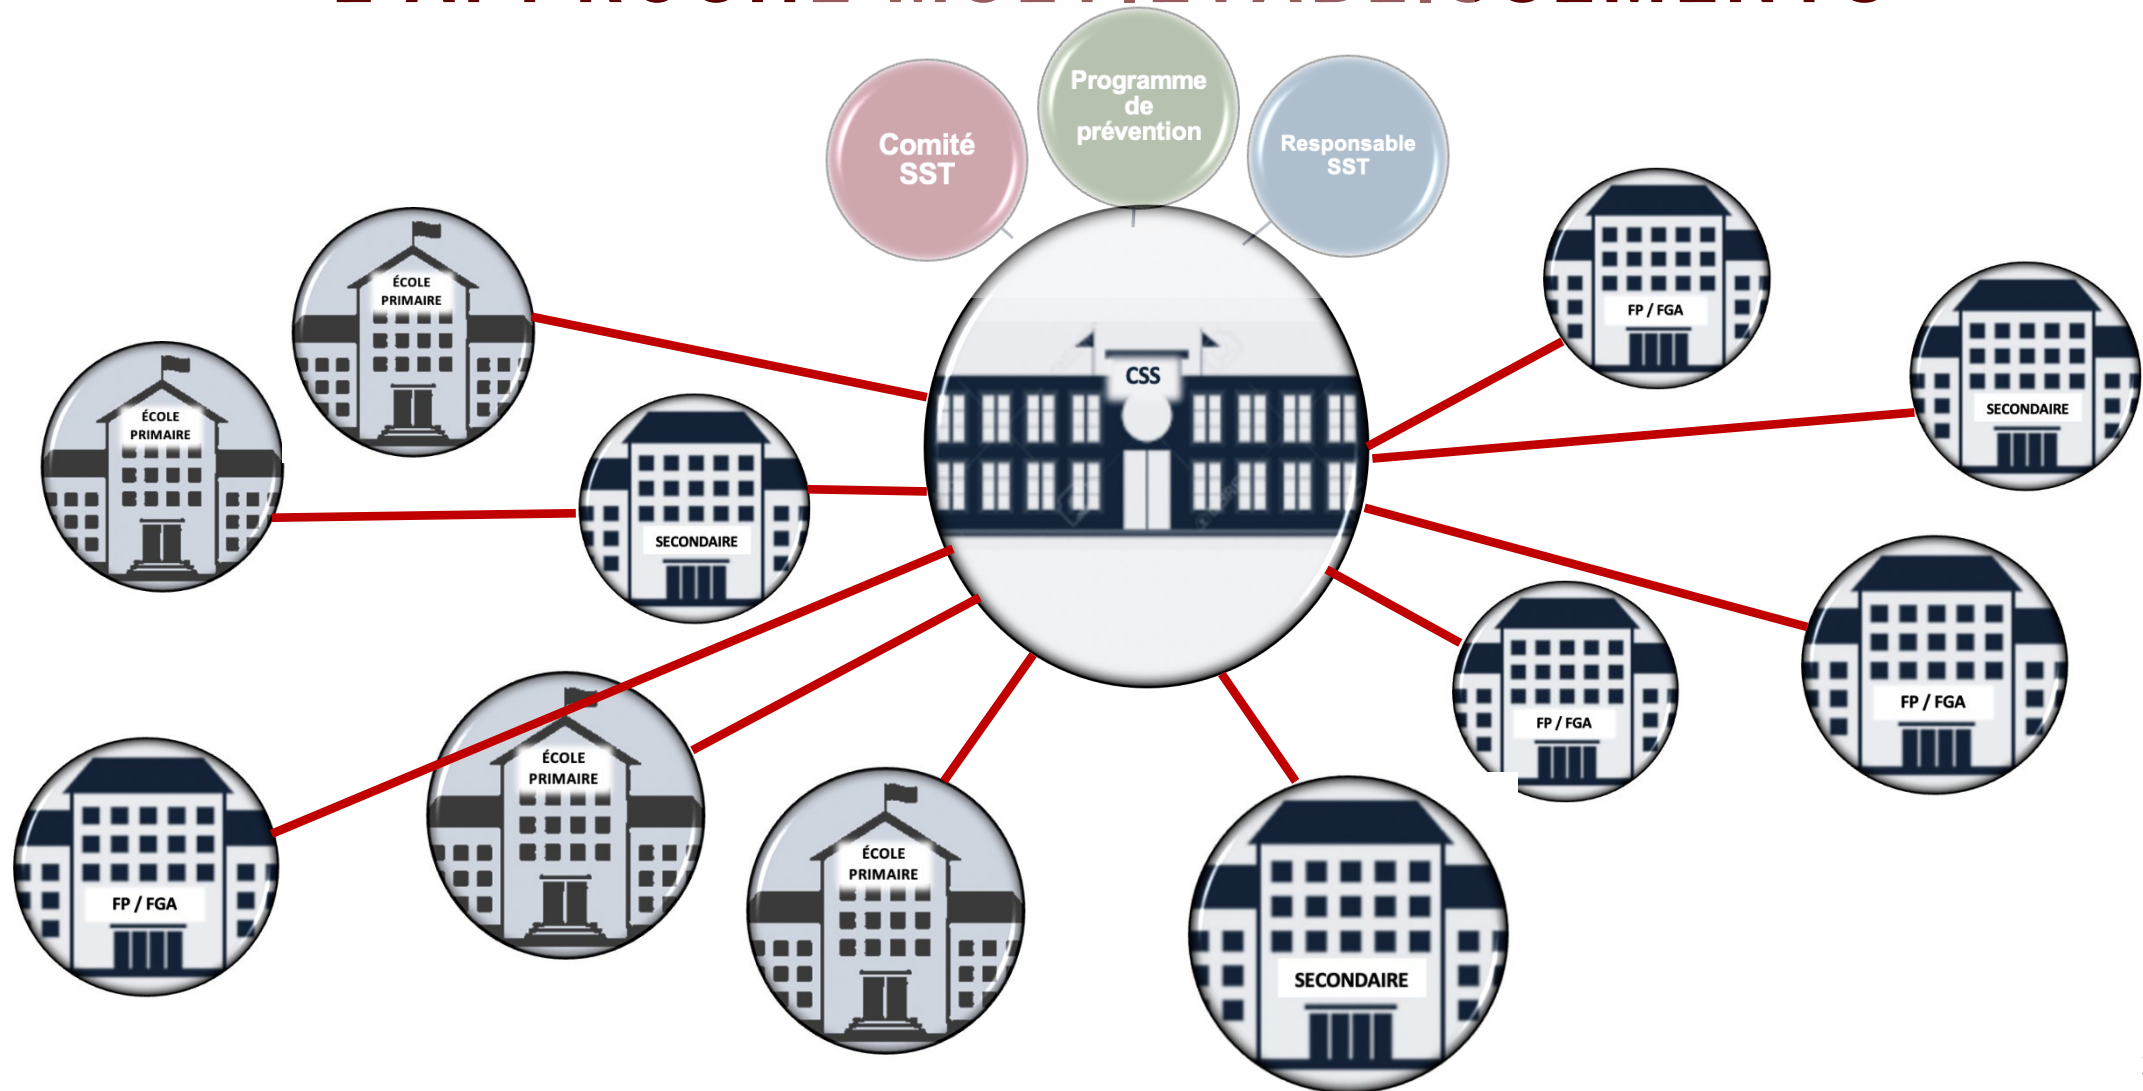 Programme
de
prévention
Comité
SST
Responsable
SST
ÉCOLE
PRIMAIRE
FP / FGA
SECONDAIRE
CSS
ÉCOLE
PRIMAIRE
SECONDAIRE
FP / FGA
FP / FGA
ÉCOLE
PRIMAIRE
ÉCOLE
PRIMAIRE
FP / FGA
SECONDAIRE